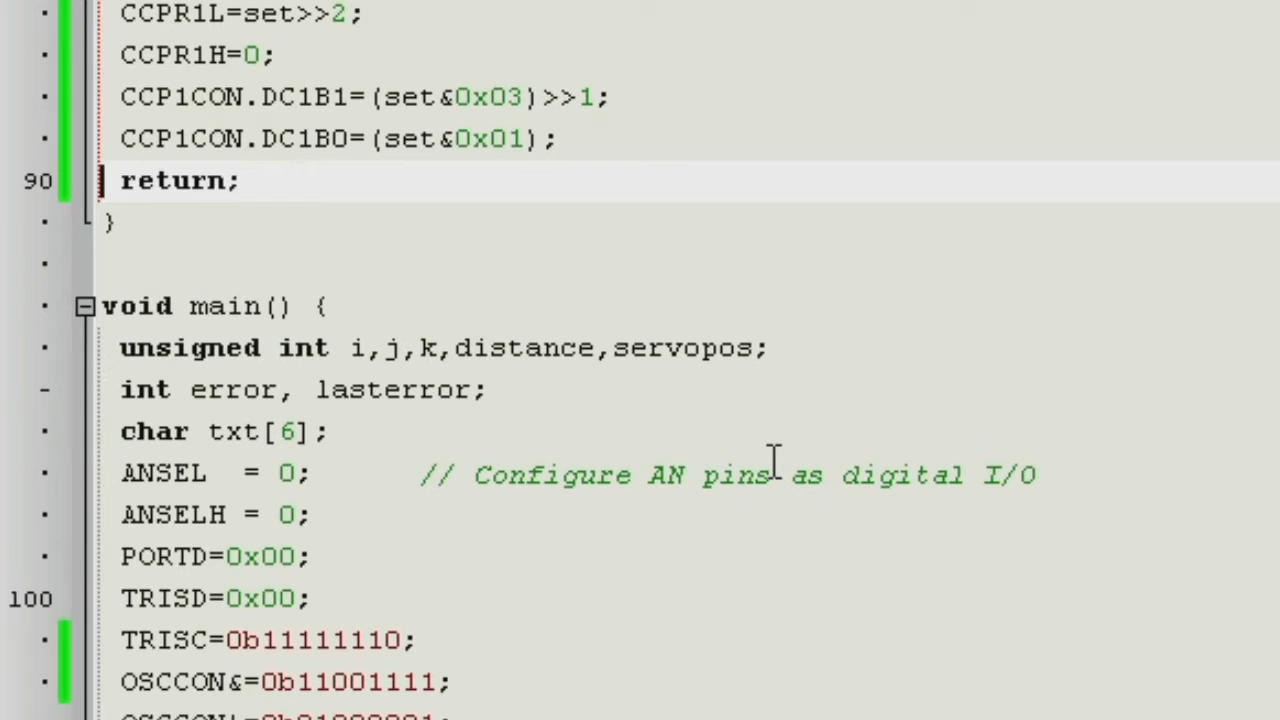 CCPR1L=set>>2;
CCPR1H=0;
CCP1CON.DC1B1=(set&0x03)>>1;
CCP1CON.DC1B0=(set&0x01);
90 return;
}
void main() {
unsigned int i,j,k,distance,servopos;
int error, lasterror;
char txt[6];
ANSEL = 0; // Configure AN pins as digital I/O
ANSELH = 0;
PORTD=0x00;
100 TRISD=0x00;
TRISC=0b11111110;
OSCCON&=0b11001111;